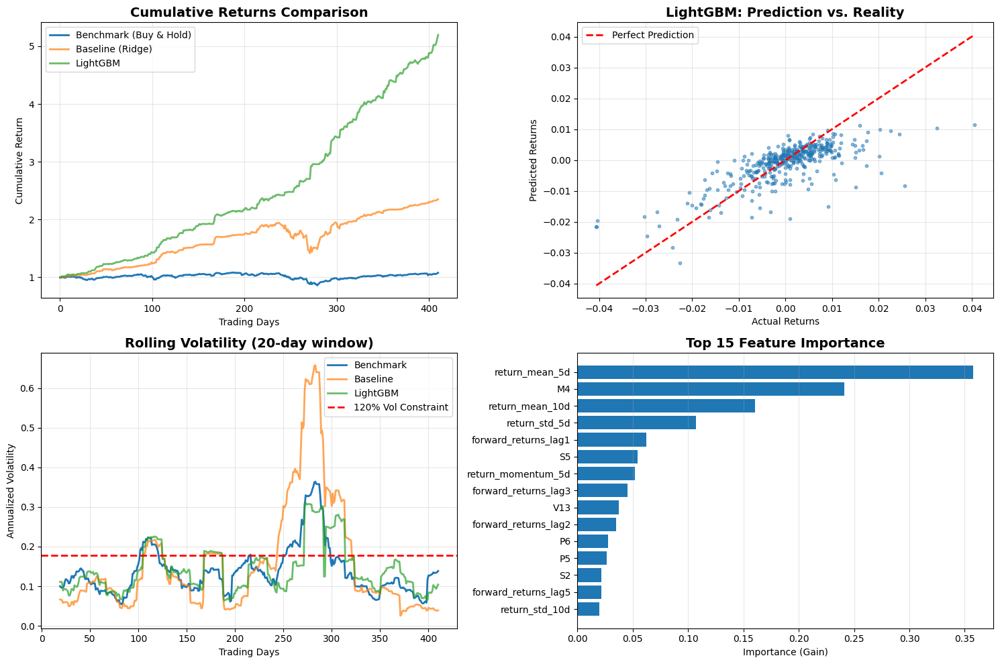 Cumulative Returns Comparison
Benchmark (Buy & Hold)
Baseline (Ridge)
LightGBM
Cumulative Return
5
4
3
2
1
0
100
200
300
400
Trading Days
LightGBM: Prediction vs. Reality
Perfect Prediction
Predicted Returns
0.04
0.03
0.02
0.01
0.00
−0.01
−0.02
−0.03
−0.04
−0.04
−0.03
−0.02
−0.01
0.00
0.01
0.02
0.03
0.04
Actual Returns
Rolling Volatility (20-day window)
Benchmark
Baseline
LightGBM
120% Vol Constraint
Annualized Volatility
0.6
0.5
0.4
0.3
0.2
0.1
0.0
0
50
100
150
200
250
300
350
400
Trading Days
Top 15 Feature Importance
return_mean_5d
M4
return_mean_10d
return_std_5d
forward_returns_lag1
S5
return_momentum_5d
forward_returns_lag3
V13
forward_returns_lag2
P6
P5
S2
forward_returns_lag5
return_std_10d
0.00
0.05
0.10
0.15
0.20
0.25
0.30
0.35
Importance (Gain)